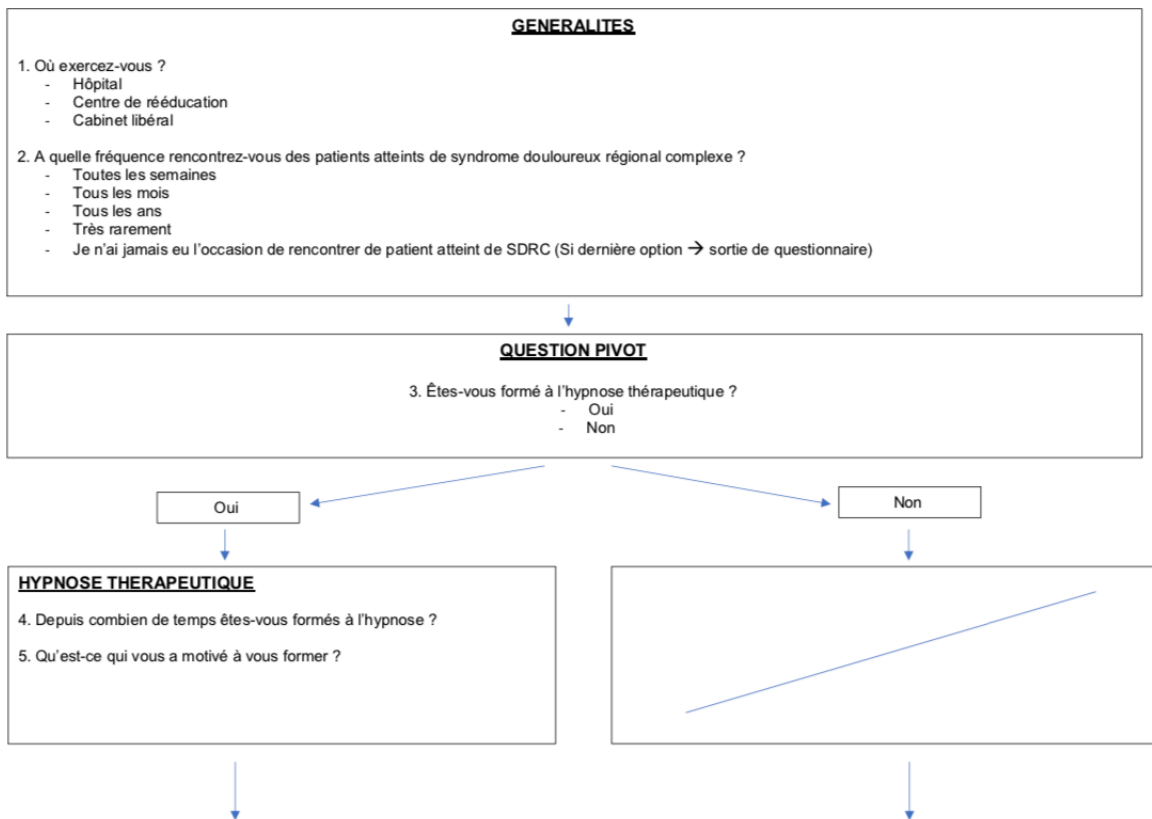 GENERALITES
1. Où exercez-vous ?
- Hôpital
- Centre de rééducation
- Cabinet libéral
2. A quelle fréquence rencontrez-vous des patients atteints de syndrome douloureux régional complexe ?
- Toutes les semaines
- Tous les mois
- Tous les ans
- Très rarement
- Je n'ai jamais eu l'occasion de rencontrer de patient atteint de SDRC (Si dernière option → sortie de questionnaire)
QUESTION PIVOT
3. Êtes-vous formé à l'hypnose thérapeutique ?
- Oui
- Non
Oui
Non
HYPNOSE THERAPEUTIQUE
4. Depuis combien de temps êtes-vous formés à l'hypnose ?
5. Qu'est-ce qui vous a motivé à vous former ?